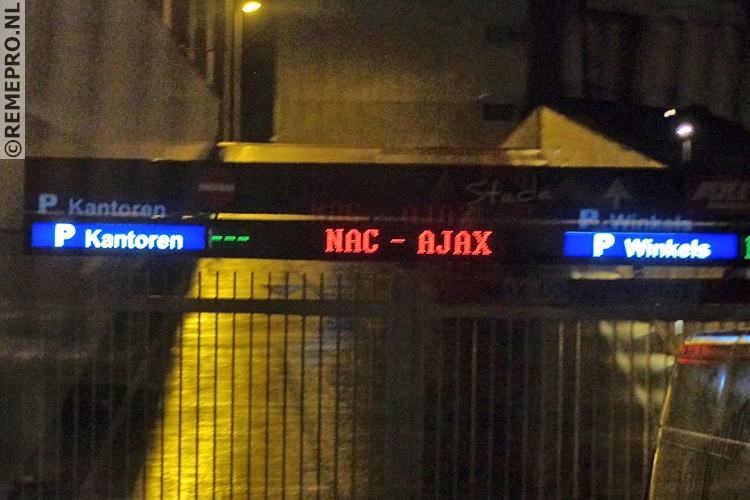 ©REMEPRO.NL
P Kantoren
P Winkels
P Kantoren --- NAC - AJAX P Winkels